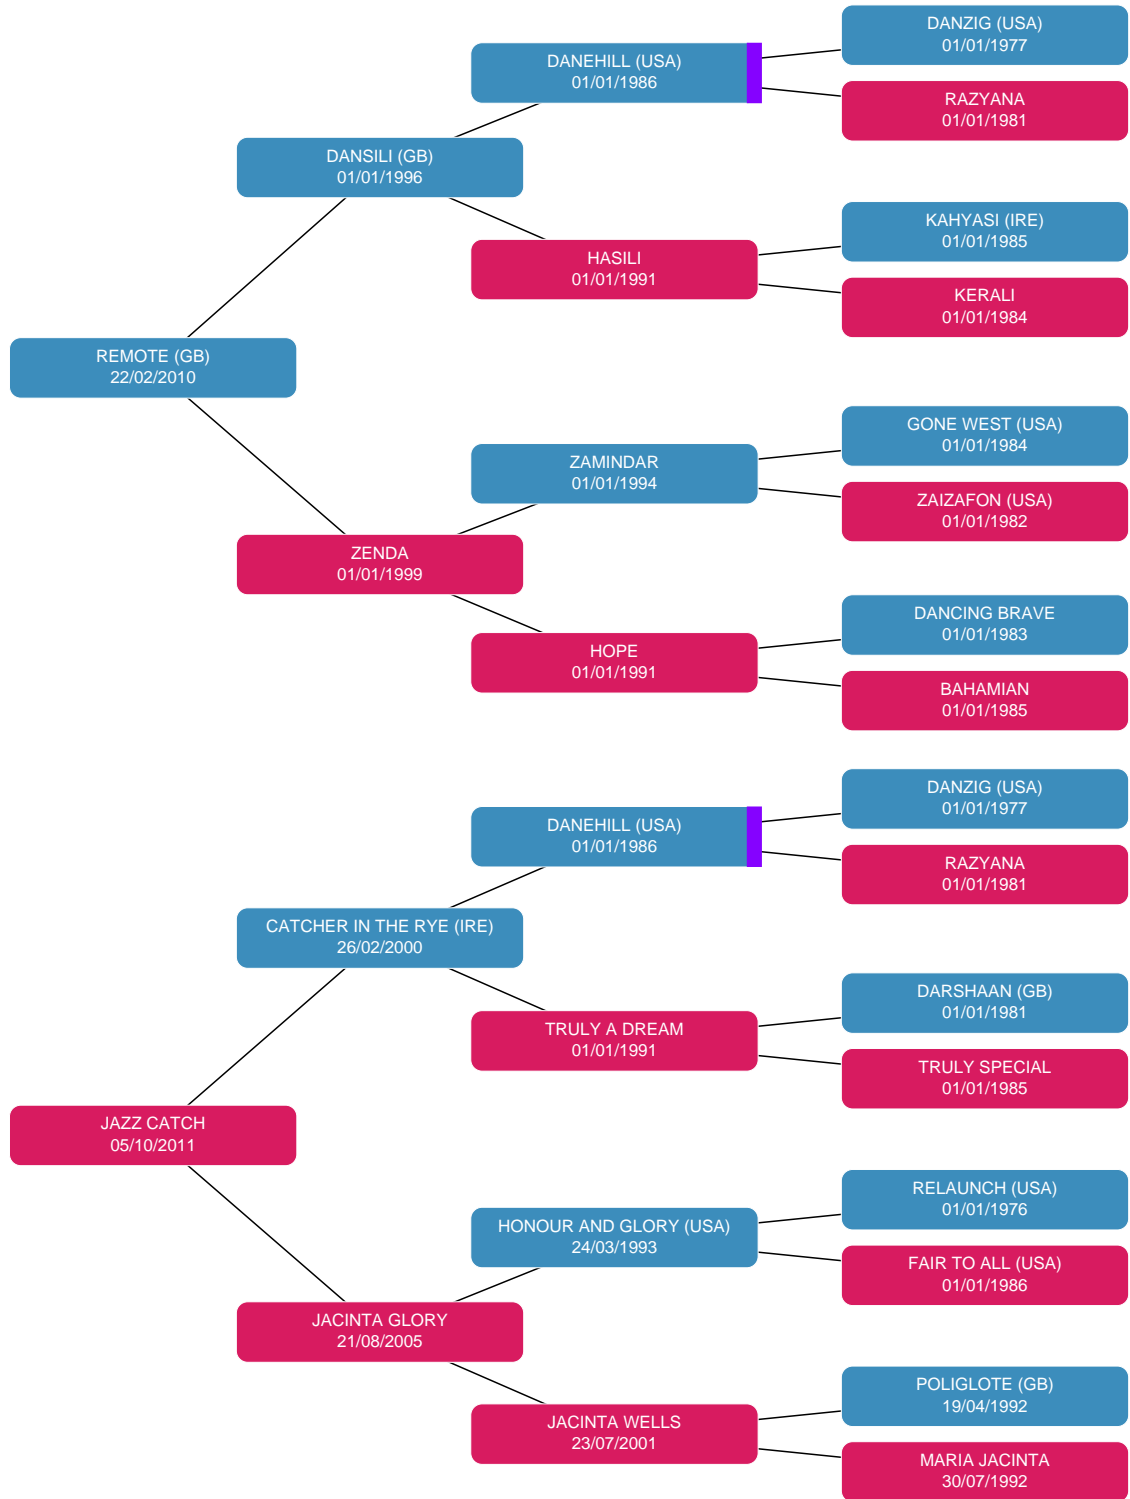 DANZIG (USA)
01/01/1977
DANEHILL (USA)
01/01/1986
RAZYANA
01/01/1981
DANSILI (GB)
01/01/1996
KAHYASI (IRE)
01/01/1985
HASILI
01/01/1991
KERALI
01/01/1984
REMOTE (GB)
22/02/2010
GONE WEST (USA)
01/01/1984
ZAMINDAR
01/01/1994
ZAIZAFON (USA)
01/01/1982
ZENDA
01/01/1999
DANCING BRAVE
01/01/1983
HOPE
01/01/1991
BAHAMIAN
01/01/1985
DANZIG (USA)
01/01/1977
DANEHILL (USA)
01/01/1986
RAZYANA
01/01/1981
CATCHER IN THE RYE (IRE)
26/02/2000
DARSHAAN (GB)
01/01/1981
TRULY A DREAM
01/01/1991
TRULY SPECIAL
01/01/1985
JAZZ CATCH
05/10/2011
RELAUNCH (USA)
01/01/1976
HONOUR AND GLORY (USA)
24/03/1993
FAIR TO ALL (USA)
01/01/1986
JACINTA GLORY
21/08/2005
POLIGLOTE (GB)
19/04/1992
JACINTA WELLS
23/07/2001
MARIA JACINTA
30/07/1992